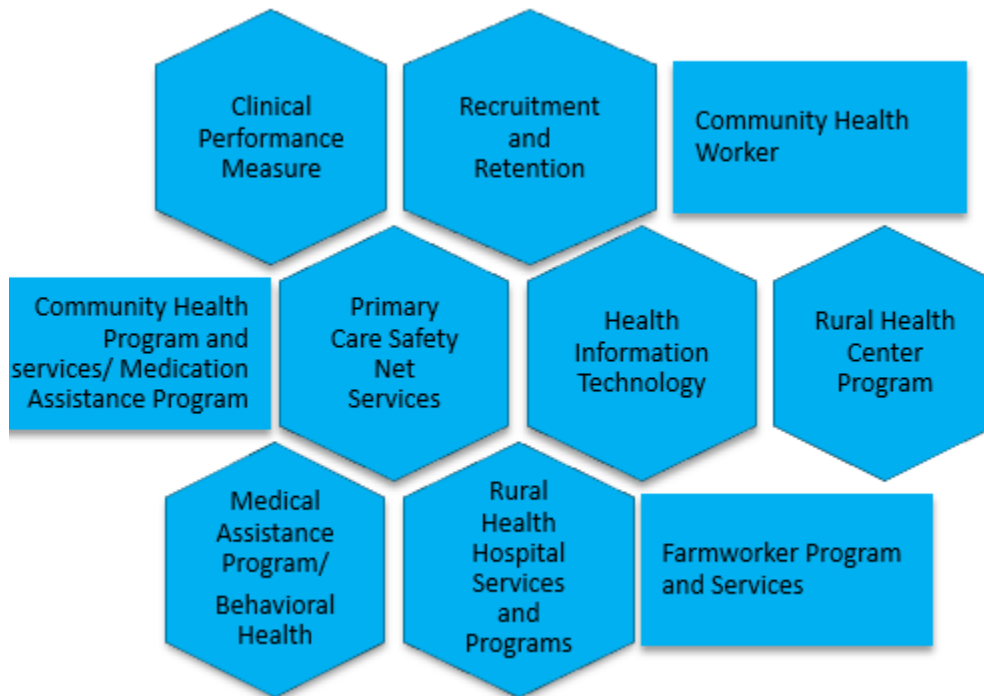 Clinical
Performance
Measure
Recruitment
and
Retention
Community Health
Worker
Community Health
Program and
services/ Medication
Assistance Program
Primary
Care Safety
Net
Services
Health
Information
Technology
Rural Health
Center
Program
Medical
Assistance
Program/
Behavioral
Health
Rural
Health
Hospital
Services
and
Programs
Farmworker Program
and Services